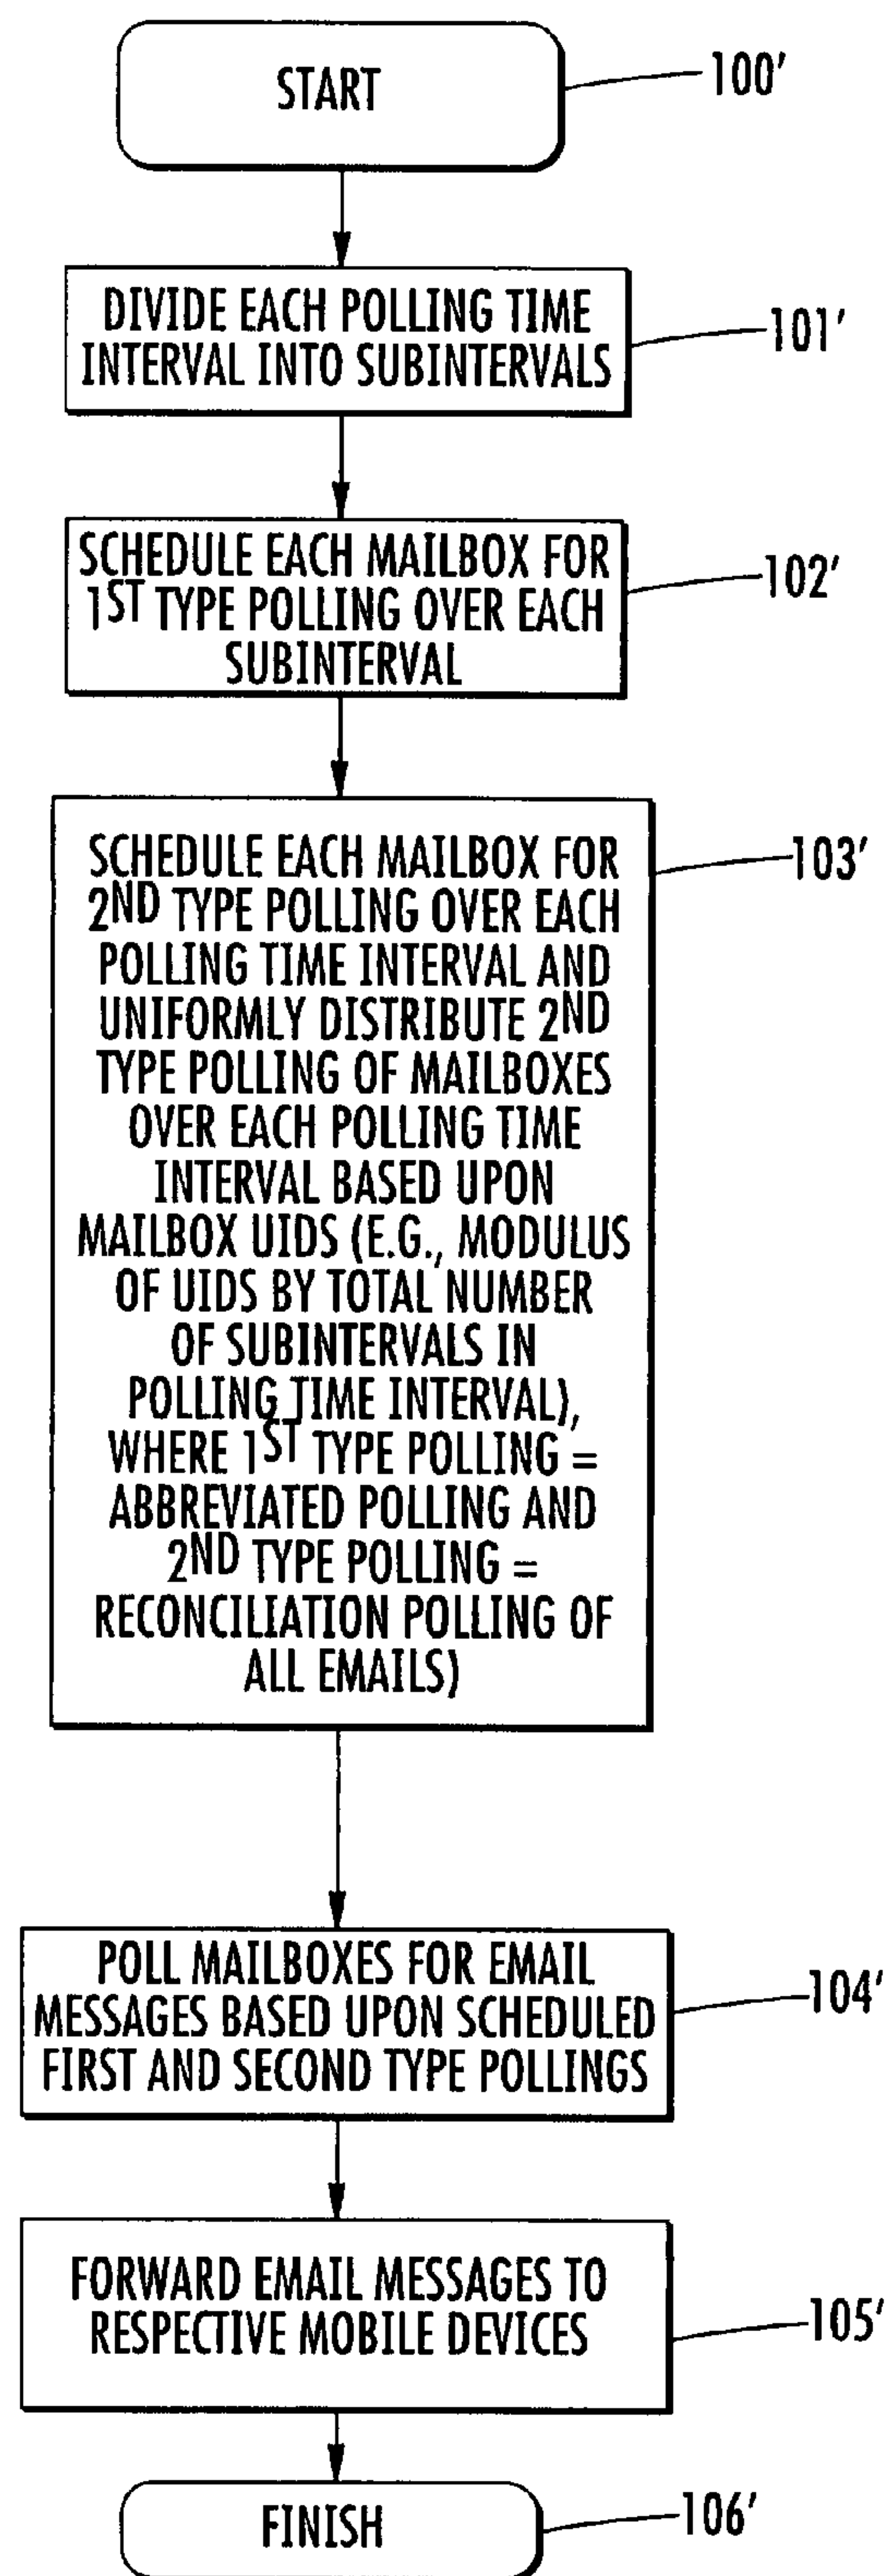 START
100'
DIVIDE EACH POLLING TIME
INTERVAL INTO SUBINTERVALS
101'
SCHEDULE EACH MAILBOX FOR
1ST TYPE POLLING OVER EACH
SUBINTERVAL
102'
SCHEDULE EACH MAILBOX FOR
2ND TYPE POLLING OVER EACH
POLLING TIME INTERVAL AND
UNIFORMLY DISTRIBUTE 2ND
TYPE POLLING OF MAILBOXES
OVER EACH POLLING TIME
INTERVAL BASED UPON
MAILBOX UIDS (E.G., MODULUS
OF UIDS BY TOTAL NUMBER
OF SUBINTERVALS IN
POLLING TIME INTERVAL),
WHERE 1ST TYPE POLLING =
ABBREVIATED POLLING AND
2ND TYPE POLLING =
RECONCILIATION POLLING OF
ALL EMAILS)
103'
POLL MAILBOXES FOR EMAIL
MESSAGES BASED UPON SCHEDULED
FIRST AND SECOND TYPE POLLINGS
104'
FORWARD EMAIL MESSAGES TO
RESPECTIVE MOBILE DEVICES
105'
FINISH
106'